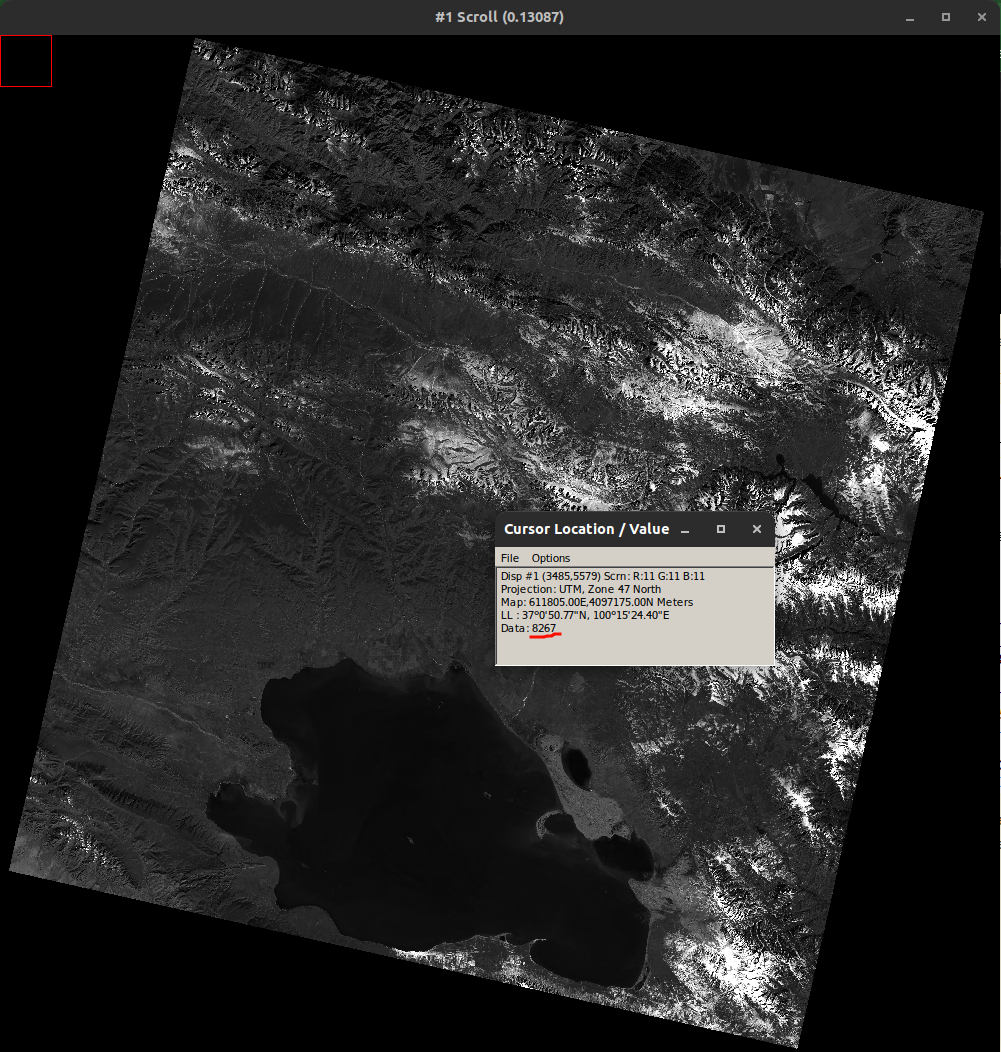 #1 Scroll (0.13087)
Cursor Location / Value
File Options
Disp #1 (3485,5579) Scrn: R:11 G:11 B:11
Projection: UTM, Zone 47 North
Map: 611805.00E,4097175.00N Meters
LL : 37°0'50.77"N, 100°15'24.40"E
Data: 8267